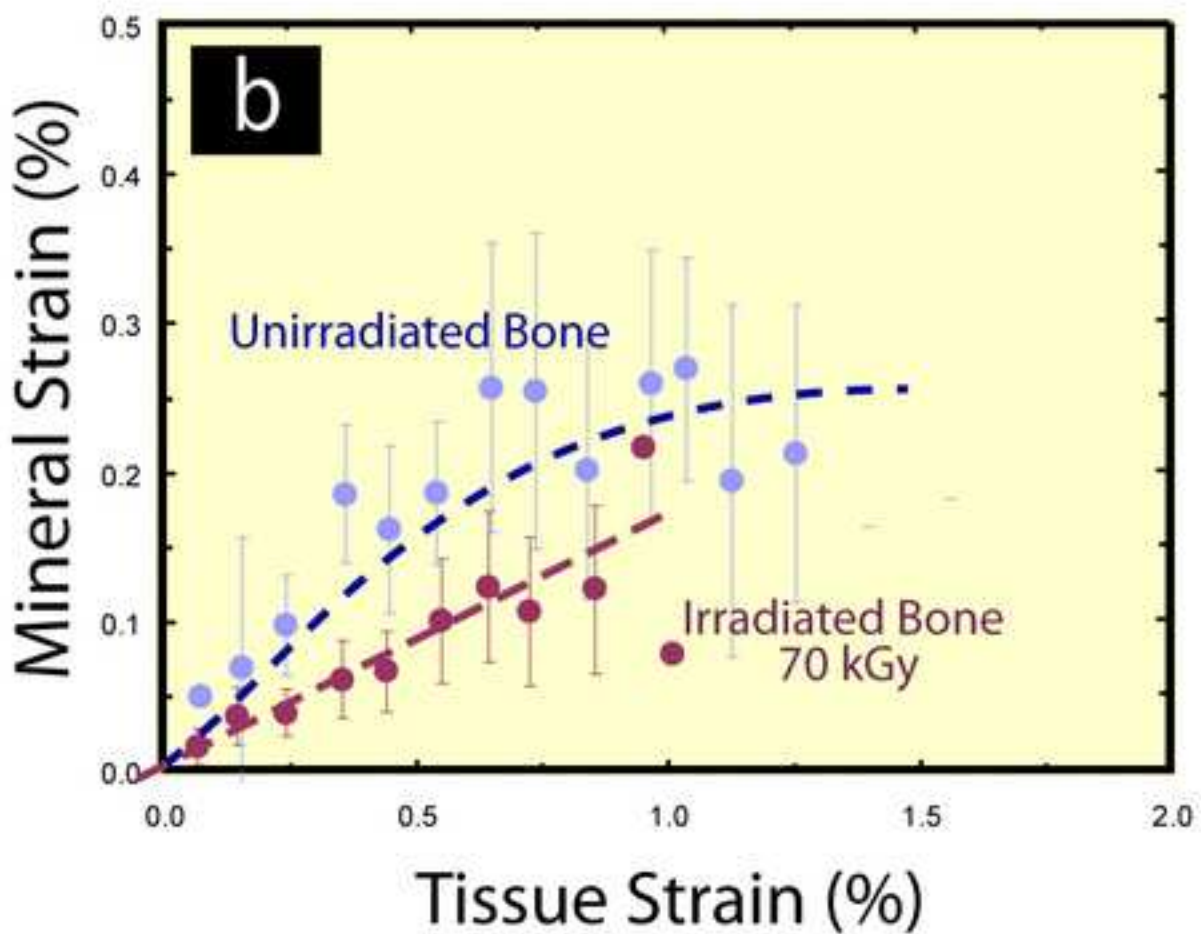 b
Mineral Strain (%)
0.5
0.4
0.3
0.2
0.1
0.0
Unirradiated Bone
Irradiated Bone
70 kGy
0.0 0.5 1.0 1.5 2.0
Tissue Strain (%)